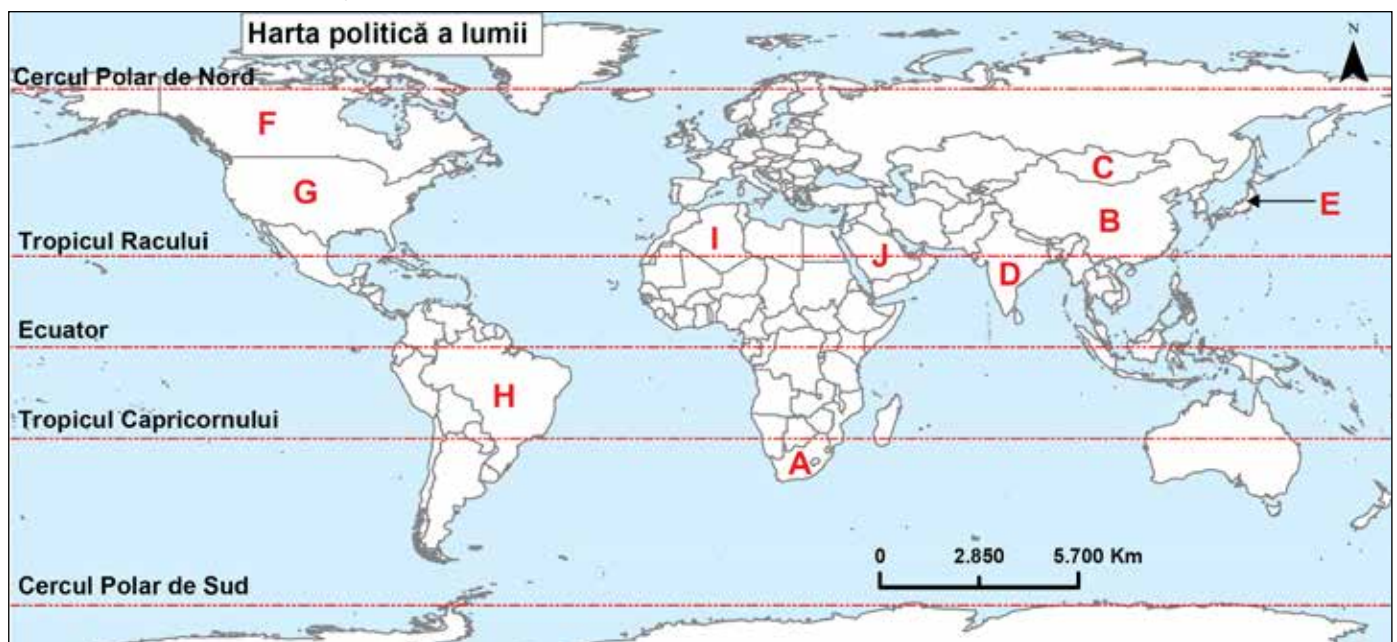 Harta politică a lumii
N
Cercul Polar de Nord
F
C
G
E
B
I
Tropicul Racului
J
D
Ecuator
H
Tropicul Capricornului
A
0 2.850 5.700 Km
Cercul Polar de Sud